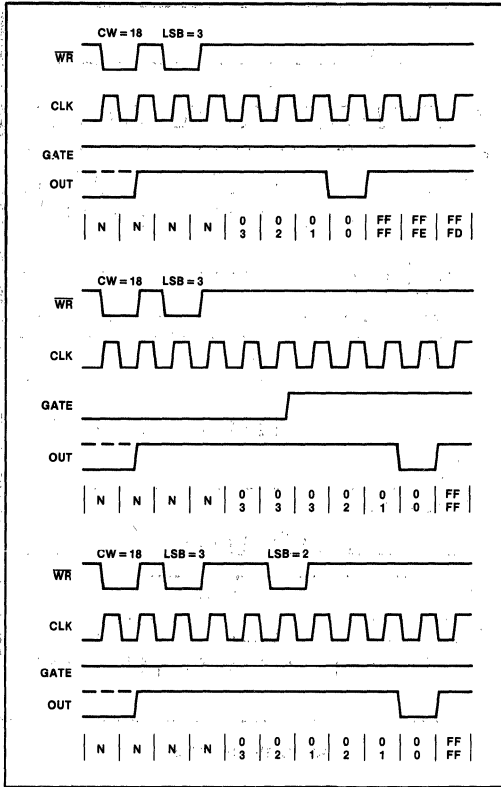 CW = 18 LSB = 3
WR
CLK
GATE
OUT
N N N N 0 0 0 0 FF FF FF
3 2 1 0 FF FE FD
CW = 18 LSB = 3
WR
CLK
GATE
OUT
N N N N 0 0 0 0 0 0 FF
3 3 3 2 1 0 FF
CW = 18 LSB = 3 LSB = 2
WR
CLK
GATE
OUT
N N N N 0 0 0 0 0 0 FF
3 2 1 2 1 0 FF